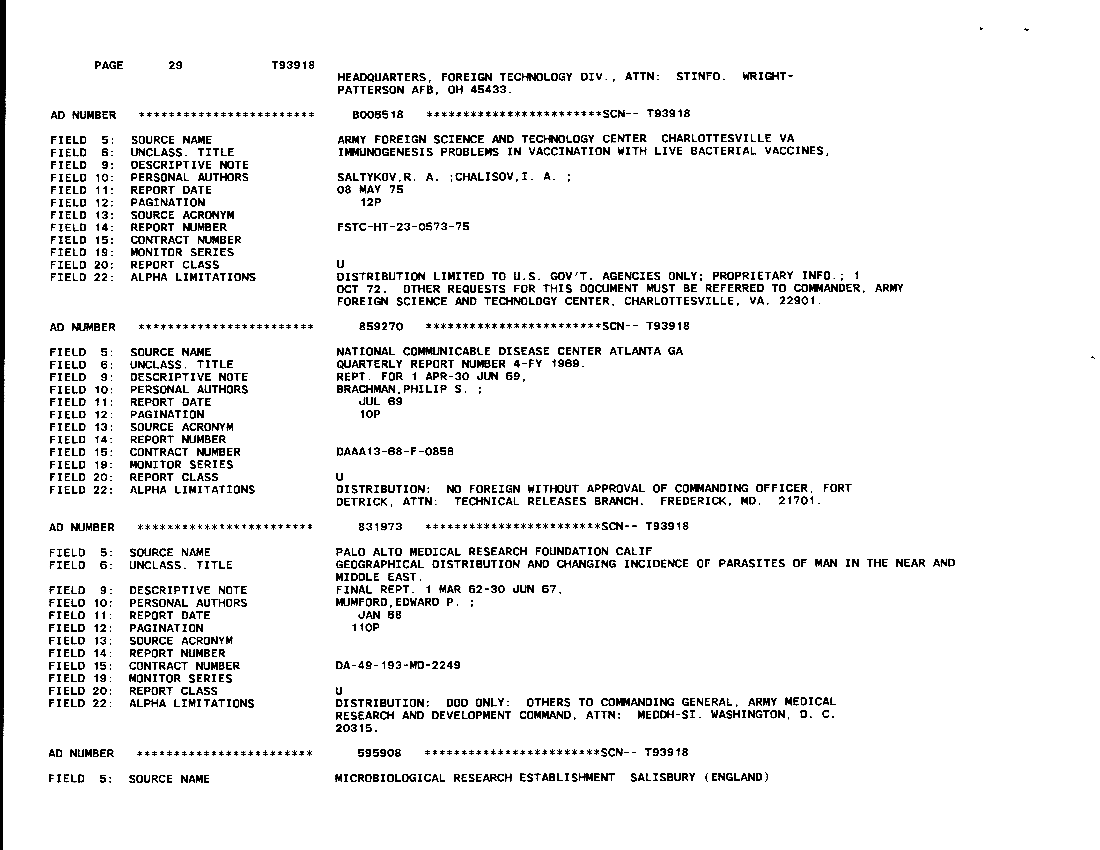 PAGE 29 T93918
HEADQUARTERS, FOREIGN TECHNOLOGY DIV., ATTN: STINFO. WRIGHT-
PATTERSON AFB, OH 45433.
AD NUMBER ************************ B006518 ************************SCN-- T93918
FIELD 5: SOURCE NAME ARMY FOREIGN SCIENCE AND TECHNOLOGY CENTER CHARLOTTESVILLE VA
FIELD 6: UNCLASS. TITLE IMMUNOGENESIS PROBLEMS IN VACCINATION WITH LIVE BACTERIAL VACCINES,
FIELD 9: DESCRIPTIVE NOTE
FIELD 10: PERSONAL AUTHORS SALTYKOV,R. A. ;CHALISOV,I. A. ;
FIELD 11: REPORT DATE 08 MAY 75
FIELD 12: PAGINATION 12P
FIELD 13: SOURCE ACRONYM
FIELD 14: REPORT NUMBER FSTC-HT-23-0573-75
FIELD 15: CONTRACT NUMBER
FIELD 19: MONITOR SERIES
FIELD 20: REPORT CLASS U
FIELD 22: ALPHA LIMITATIONS DISTRIBUTION LIMITED TO U.S. GOV'T. AGENCIES ONLY; PROPRIETARY INFO.; 1
OCT 72. OTHER REQUESTS FOR THIS DOCUMENT MUST BE REFERRED TO COMMANDER, ARMY
FOREIGN SCIENCE AND TECHNOLOGY CENTER, CHARLOTTESVILLE, VA. 22901.
AD NUMBER ************************ 859270 ************************SCN-- T93918
FIELD 5: SOURCE NAME NATIONAL COMMUNICABLE DISEASE CENTER ATLANTA GA
FIELD 6: UNCLASS. TITLE QUARTERLY REPORT NUMBER 4-FY 1969.
FIELD 9: DESCRIPTIVE NOTE REPT. FOR 1 APR-30 JUN 69,
FIELD 10: PERSONAL AUTHORS BRACHMAN,PHILIP S. ;
FIELD 11: REPORT DATE JUL 69
FIELD 12: PAGINATION 10P
FIELD 13: SOURCE ACRONYM
FIELD 14: REPORT NUMBER
FIELD 15: CONTRACT NUMBER DAAA13-68-F-0858
FIELD 19: MONITOR SERIES
FIELD 20: REPORT CLASS U
FIELD 22: ALPHA LIMITATIONS DISTRIBUTION: NO FOREIGN WITHOUT APPROVAL OF COMMANDING OFFICER, FORT
DETRICK, ATTN: TECHNICAL RELEASES BRANCH. FREDERICK, MD. 21701.
AD NUMBER ************************ 831973 ************************SCN-- T93918
FIELD 5: SOURCE NAME PALO ALTO MEDICAL RESEARCH FOUNDATION CALIF
FIELD 6: UNCLASS. TITLE GEOGRAPHICAL DISTRIBUTION AND CHANGING INCIDENCE OF PARASITES OF MAN IN THE NEAR AND
MIDDLE EAST.
FIELD 9: DESCRIPTIVE NOTE FINAL REPT. 1 MAR 62-30 JUN 67,
FIELD 10: PERSONAL AUTHORS MUMFORD,EDWARD P. ;
FIELD 11: REPORT DATE JAN 68
FIELD 12: PAGINATION 110P
FIELD 13: SOURCE ACRONYM
FIELD 14: REPORT NUMBER
FIELD 15: CONTRACT NUMBER DA-49-193-MD-2249
FIELD 19: MONITOR SERIES
FIELD 20: REPORT CLASS U
FIELD 22: ALPHA LIMITATIONS DISTRIBUTION: DOD ONLY: OTHERS TO COMMANDING GENERAL, ARMY MEDICAL
RESEARCH AND DEVELOPMENT COMMAND, ATTN: MEDDH-SI. WASHINGTON, D. C.
20315.
AD NUMBER ************************ 595908 ************************SCN-- T93918
FIELD 5: SOURCE NAME MICROBIOLOGICAL RESEARCH ESTABLISHMENT SALISBURY (ENGLAND)